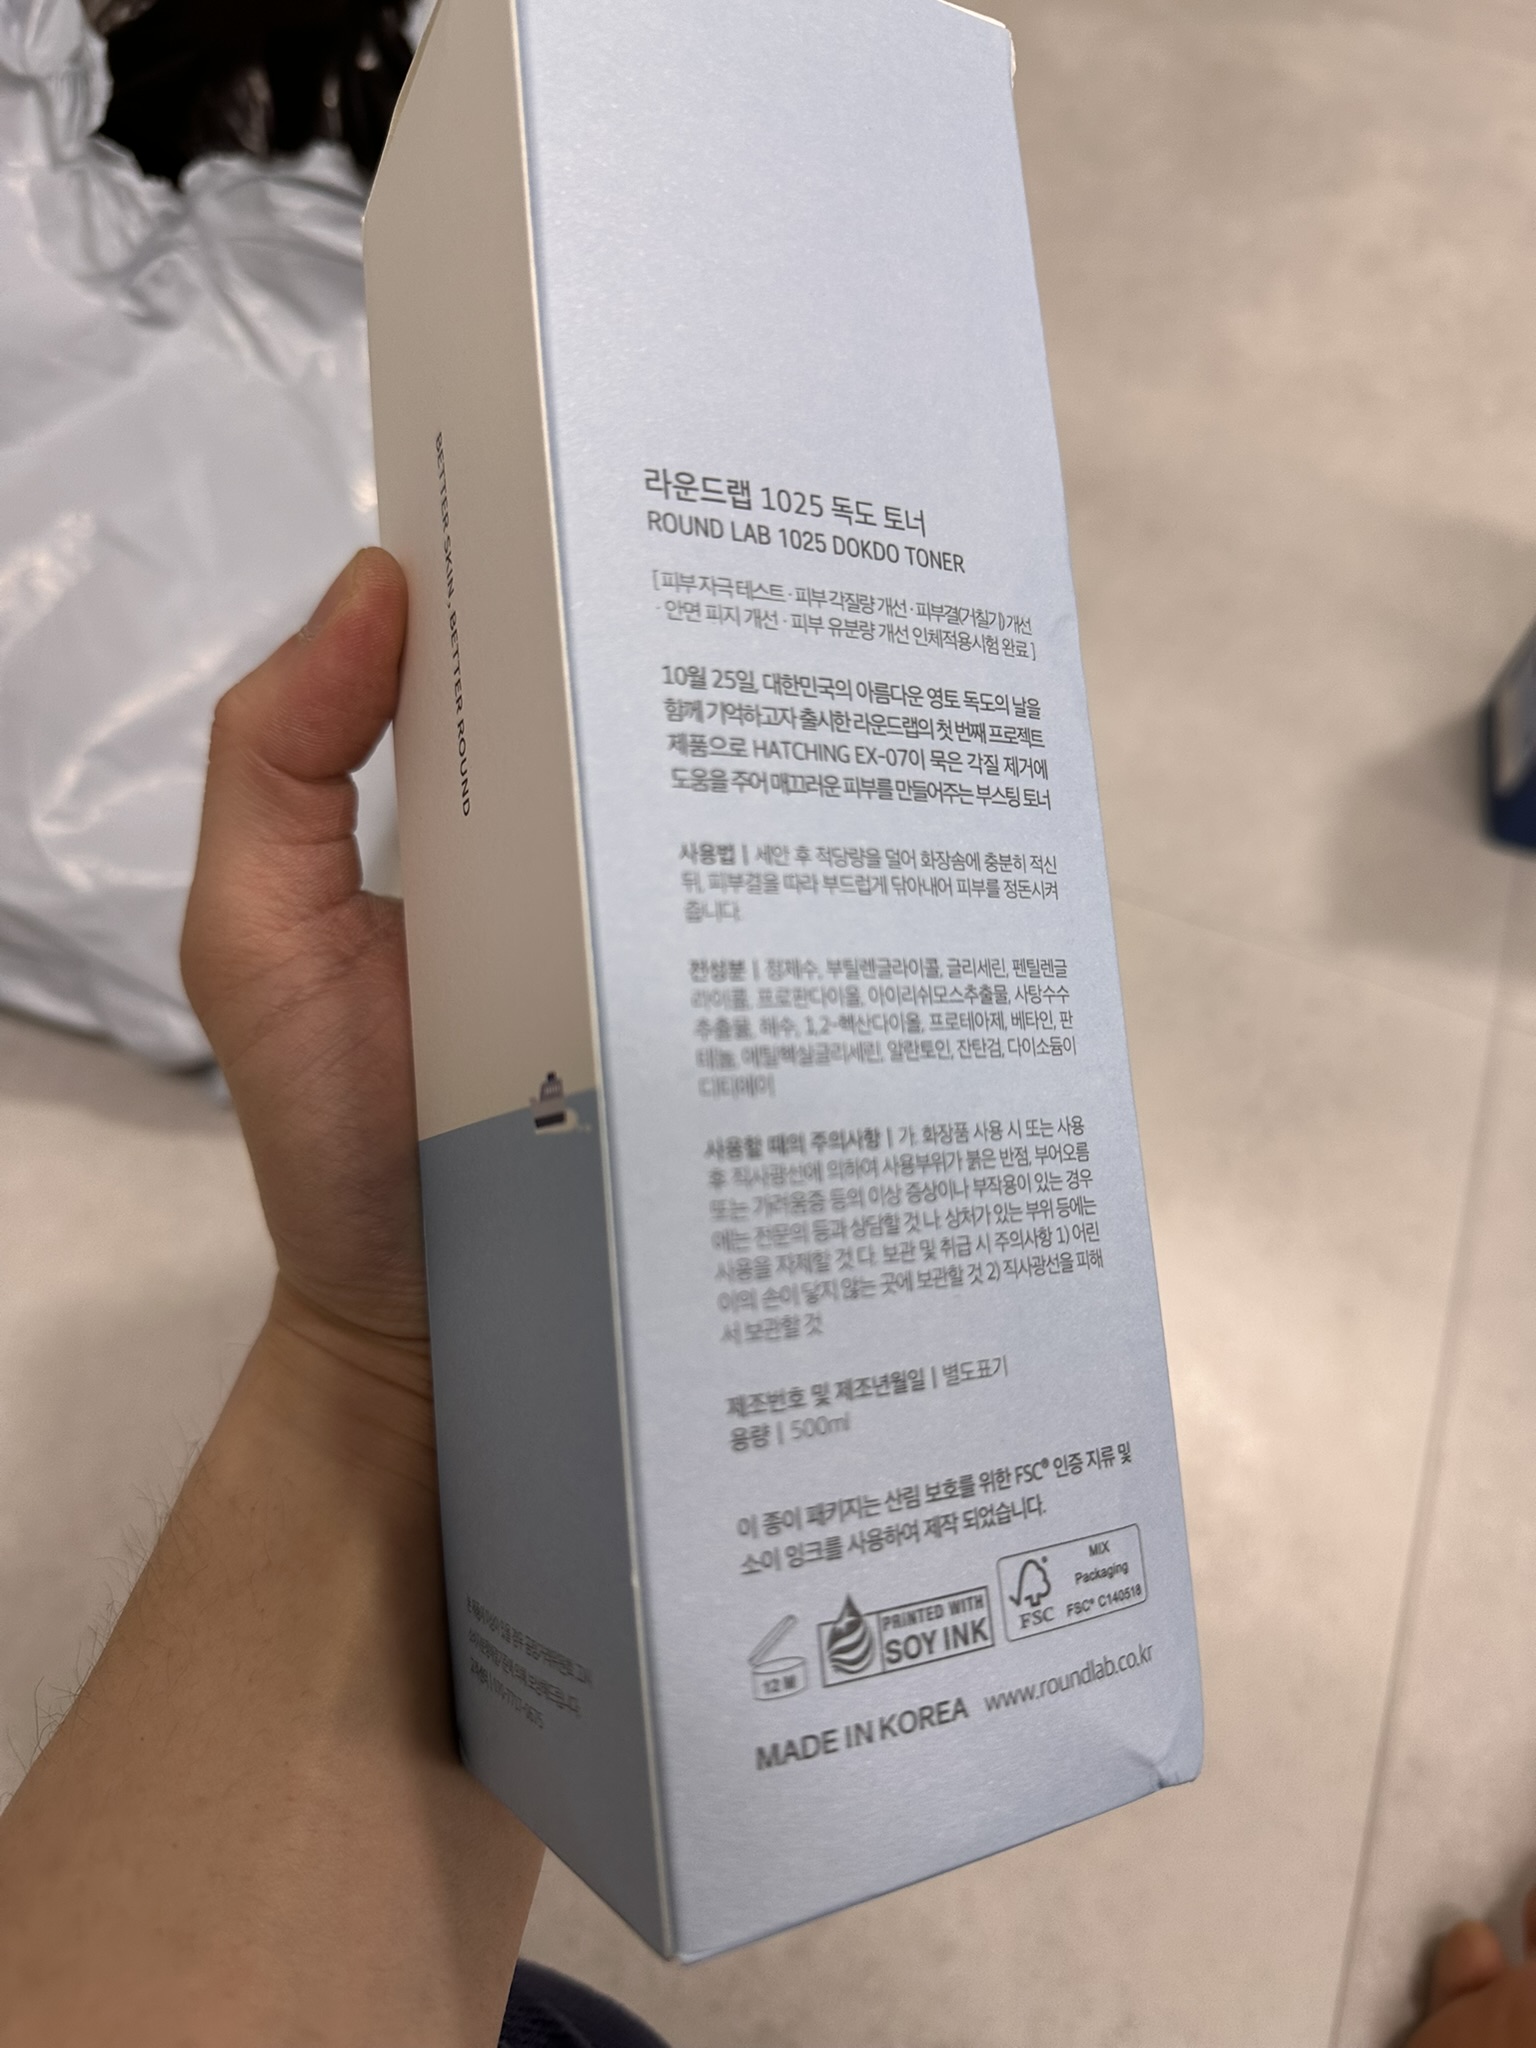 라운드랩 1025 독도 토너
ROUND LAB 1025 DOKDO TONER
[ 피부 자극 테스트 · 피부 각질량 개선 · 피부결(거칠기) 개선
· 안면 피지 개선 · 피부 유분량 개선 인체적용시험 완료 ]
10월 25일, 대한민국의 아름다운 영토 독도의 날을
함께 기억하고자 출시한 라운드랩의 첫 번째 프로젝트
제품으로 HATCHING EX-07이 묵은 각질 제거에
도움을 주어 매끄러운 피부를 만들어주는 부스팅 토너
사용법 | 세안 후 적당량을 덜어 화장솜에 충분히 적신
뒤, 피부결을 따라 부드럽게 닦아내어 피부를 정돈시켜
줍니다.
전성분 | 정제수, 부틸렌글라이콜, 글리세린, 펜틸렌글
라이콜, 프로판다이올, 아이리쉬모스추출물, 사탕수수
추출물, 해수, 1,2-헥산다이올, 프로테아제, 베타인, 판
테놀, 에틸헥실글리세린, 알란토인, 잔탄검, 다이소듐이
디티에이
사용할 때의 주의사항 | 가. 화장품 사용 시 또는 사용
후 직사광선에 의하여 사용부위가 붉은 반점, 부어오름
또는 가려움증 등의 이상 증상이나 부작용이 있는 경우
에는 전문의 등과 상담할 것 나. 상처가 있는 부위 등에는
사용을 자제할 것 다. 보관 및 취급 시 주의사항 1) 어린
이의 손이 닿지 않는 곳에 보관할 것 2) 직사광선을 피해
서 보관할 것
제조번호 및 제조년월일 | 별도표기
용량 | 500ml
이 종이 패키지는 산림 보호를 위한 FSC® 인증 지류 및
소이 잉크를 사용하여 제작 되었습니다.
12 M
PRINTED WITH
SOY INK
FSC
MIX
Packaging
FSC® C140518
MADE IN KOREA www.roundlab.co.kr
BETTER SKIN, BETTER ROUND